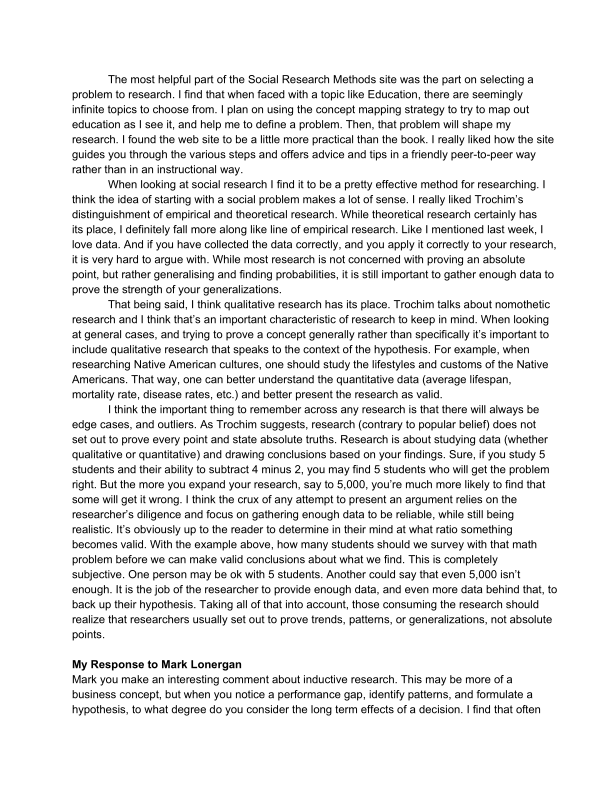 The most helpful part of the Social Research Methods site was the part on selecting a
problem to research. I find that when faced with a topic like Education, there are seemingly
infinite topics to choose from. I plan on using the concept mapping strategy to try to map out
education as I see it, and help me to define a problem. Then, that problem will shape my
research. I found the web site to be a little more practical than the book. I really liked how the site
guides you through the various steps and offers advice and tips in a friendly peer-to-peer way
rather than in an instructional way.
When looking at social research I find it to be a pretty effective method for researching. I
think the idea of starting with a social problem makes a lot of sense. I really liked Trochim's
distinguishment of empirical and theoretical research. While theoretical research certainly has
its place, I definitely fall more along like line of empirical research. Like I mentioned last week, I
love data. And if you have collected the data correctly, and you apply it correctly to your research,
it is very hard to argue with. While most research is not concerned with proving an absolute
point, but rather generalising and finding probabilities, it is still important to gather enough data to
prove the strength of your generalizations.
That being said, I think qualitative research has its place. Trochim talks about nomothetic
research and I think that's an important characteristic of research to keep in mind. When looking
at general cases, and trying to prove a concept generally rather than specifically it's important to
include qualitative research that speaks to the context of the hypothesis. For example, when
researching Native American cultures, one should study the lifestyles and customs of the Native
Americans. That way, one can better understand the quantitative data (average lifespan,
mortality rate, disease rates, etc.) and better present the research as valid.
I think the important thing to remember across any research is that there will always be
edge cases, and outliers. As Trochim suggests, research (contrary to popular belief) does not
set out to prove every point and state absolute truths. Research is about studying data (whether
qualitative or quantitative) and drawing conclusions based on your findings. Sure, if you study 5
students and their ability to subtract 4 minus 2, you may find 5 students who will get the problem
right. But the more you expand your research, say to 5,000, you're much more likely to find that
some will get it wrong. I think the crux of any attempt to present an argument relies on the
researcher's diligence and focus on gathering enough data to be reliable, while still being
realistic. It's obviously up to the reader to determine in their mind at what ratio something
becomes valid. With the example above, how many students should we survey with that math
problem before we can make valid conclusions about what we find. This is completely
subjective. One person may be ok with 5 students. Another could say that even 5,000 isn't
enough. It is the job of the researcher to provide enough data, and even more data behind that, to
back up their hypothesis. Taking all of that into account, those consuming the research should
realize that researchers usually set out to prove trends, patterns, or generalizations, not absolute
points.
My Response to Mark Lonergan
Mark you make an interesting comment about inductive research. This may be more of a
business concept, but when you notice a performance gap, identify patterns, and formulate a
hypothesis, to what degree do you consider the long term effects of a decision. I find that often